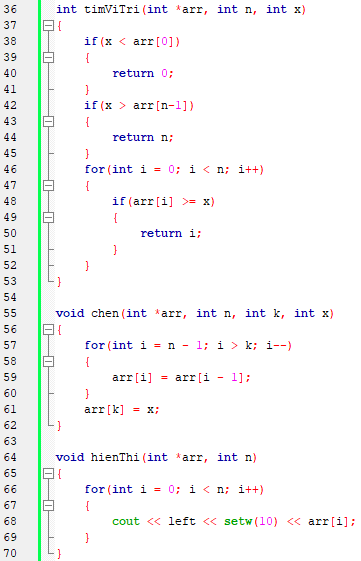 36 int timViTri(int *arr, int n, int x)
37 {
38     if(x < arr[0])
39     {
40         return 0;
41     }
42     if(x > arr[n-1])
43     {
44         return n;
45     }
46     for(int i = 0; i < n; i++)
47     {
48         if(arr[i] >= x)
49         {
50             return i;
51         }
52     }
53 }
54
55 void chen(int *arr, int n, int k, int x)
56 {
57     for(int i = n - 1; i > k; i--)
58     {
59         arr[i] = arr[i - 1];
60     }
61     arr[k] = x;
62 }
63
64 void hienThi(int *arr, int n)
65 {
66     for(int i = 0; i < n; i++)
67     {
68         cout << left << setw(10) << arr[i];
69     }
70 }